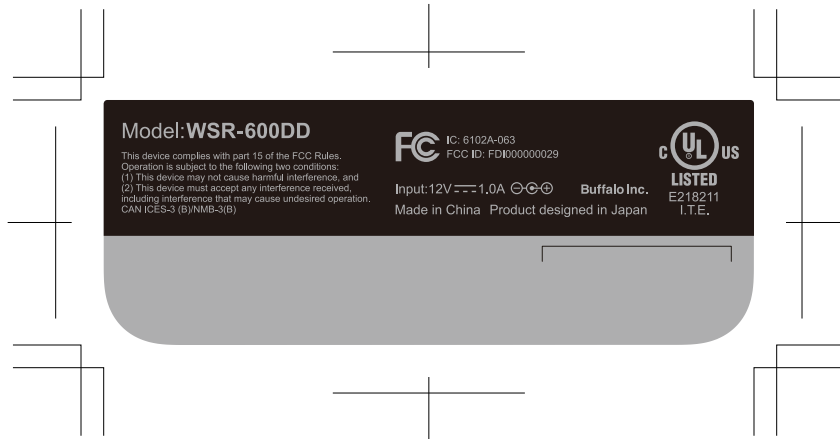 Model:WSR-600DD
This device complies with part 15 of the FCC Rules.
Operation is subject to the following two conditions:
(1) This device may not cause harmful interference, and
(2) This device must accept any interference received,
including interference that may cause undesired operation.
CAN ICES-3 (B)/NMB-3(B)
FC IC: 6102A-063
FCC ID: FDI000000029
Input:12V 1.0A Buffalo Inc.
Made in China Product designed in Japan
C UL US
LISTED
E218211
I.T.E.